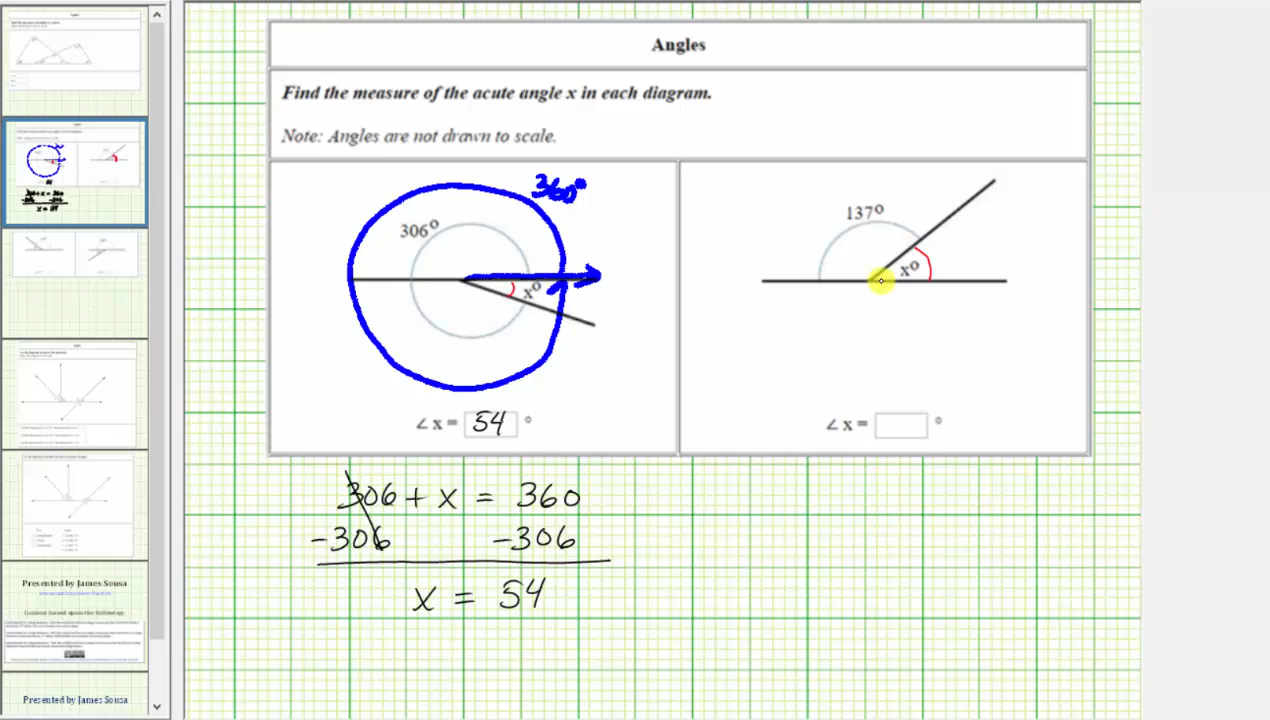 Angles
Find the measure of the acute angle x in each diagram.
Note: Angles are not drawn to scale.
360°
306°
x°
∠ x = 54 °
137°
x°
∠ x = °
306 + x = 360
-306 -306
x = 54
Presented by James Sousa
Presented by James Sousa